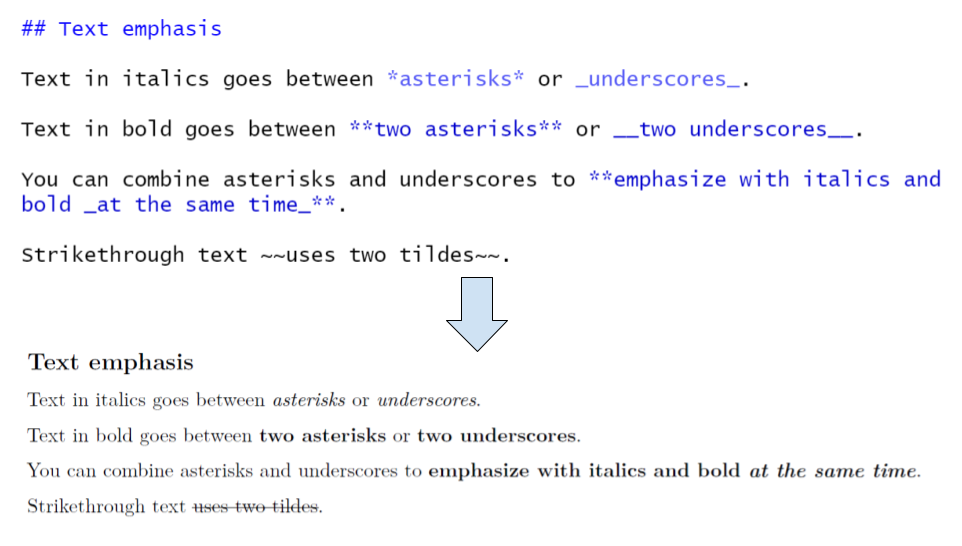 ## Text emphasis
Text in italics goes between *asterisks* or _underscores_.
Text in bold goes between **two asterisks** or __two underscores__.
You can combine asterisks and underscores to **emphasize with italics and
bold _at the same time_**.
Strikethrough text ~~uses two tildes~~.
Text emphasis
Text in italics goes between asterisks or underscores.
Text in bold goes between two asterisks or two underscores.
You can combine asterisks and underscores to emphasize with italics and bold at the same time.
Strikethrough text uses two tildes.